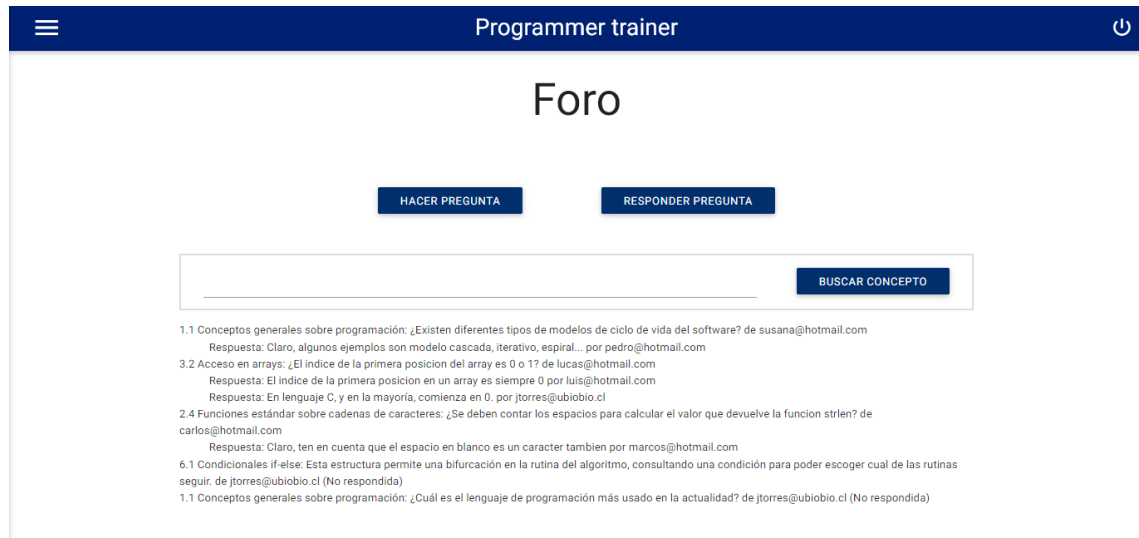 Programmer trainer
Foro
HACER PREGUNTA
RESPONDER PREGUNTA
BUSCAR CONCEPTO
1.1 Conceptos generales sobre programación: ¿Existen diferentes tipos de modelos de ciclo de vida del software? de susana@hotmail.com
Respuesta: Claro, algunos ejemplos son modelo cascada, iterativo, espiral... por pedro@hotmail.com
3.2 Acceso en arrays: ¿El indice de la primera posicion del array es 0 o 1? de lucas@hotmail.com
Respuesta: El indice de la primera posicion en un array es siempre 0 por luis@hotmail.com
Respuesta: En lenguaje C, y en la mayoría, comienza en 0. por jtorres@ubiobio.cl
2.4 Funciones estándar sobre cadenas de caracteres: ¿Se deben contar los espacios para calcular el valor que devuelve la funcion strlen? de
carlos@hotmail.com
Respuesta: Claro, ten en cuenta que el espacio en blanco es un caracter tambien por marcos@hotmail.com
6.1 Condicionales if-else: Esta estructura permite una bifurcación en la rutina del algoritmo, consultando una condición para poder escoger cual de las rutinas
seguir. de jtorres@ubiobio.cl (No respondida)
1.1 Conceptos generales sobre programación: ¿Cuál es el lenguaje de programación más usado en la actualidad? de jtorres@ubiobio.cl (No respondida)